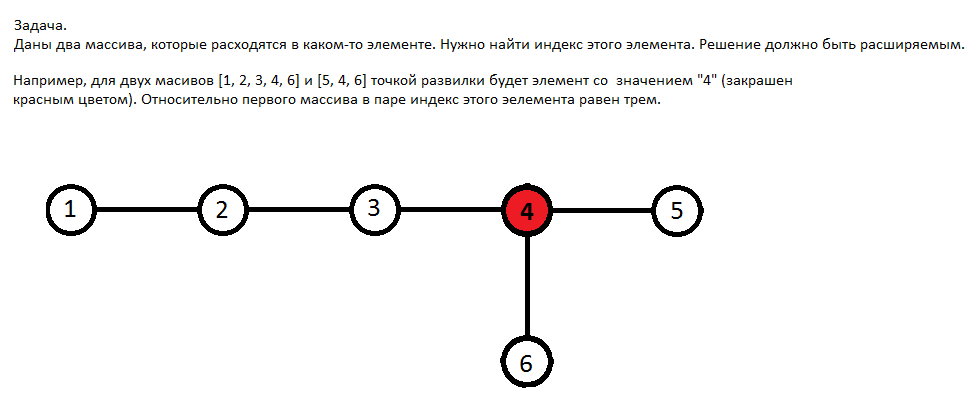 Задача.
Даны два массива, которые расходятся в каком-то элементе. Нужно найти индекс этого элемента. Решение должно быть расширяемым.
Например, для двух масивов [1, 2, 3, 4, 6] и [5, 4, 6] точкой развилки будет элемент со  значением "4" (закрашен
красным цветом). Относительно первого массива в паре индекс этого эелемента равен трем.
1 2 3 4 5
6